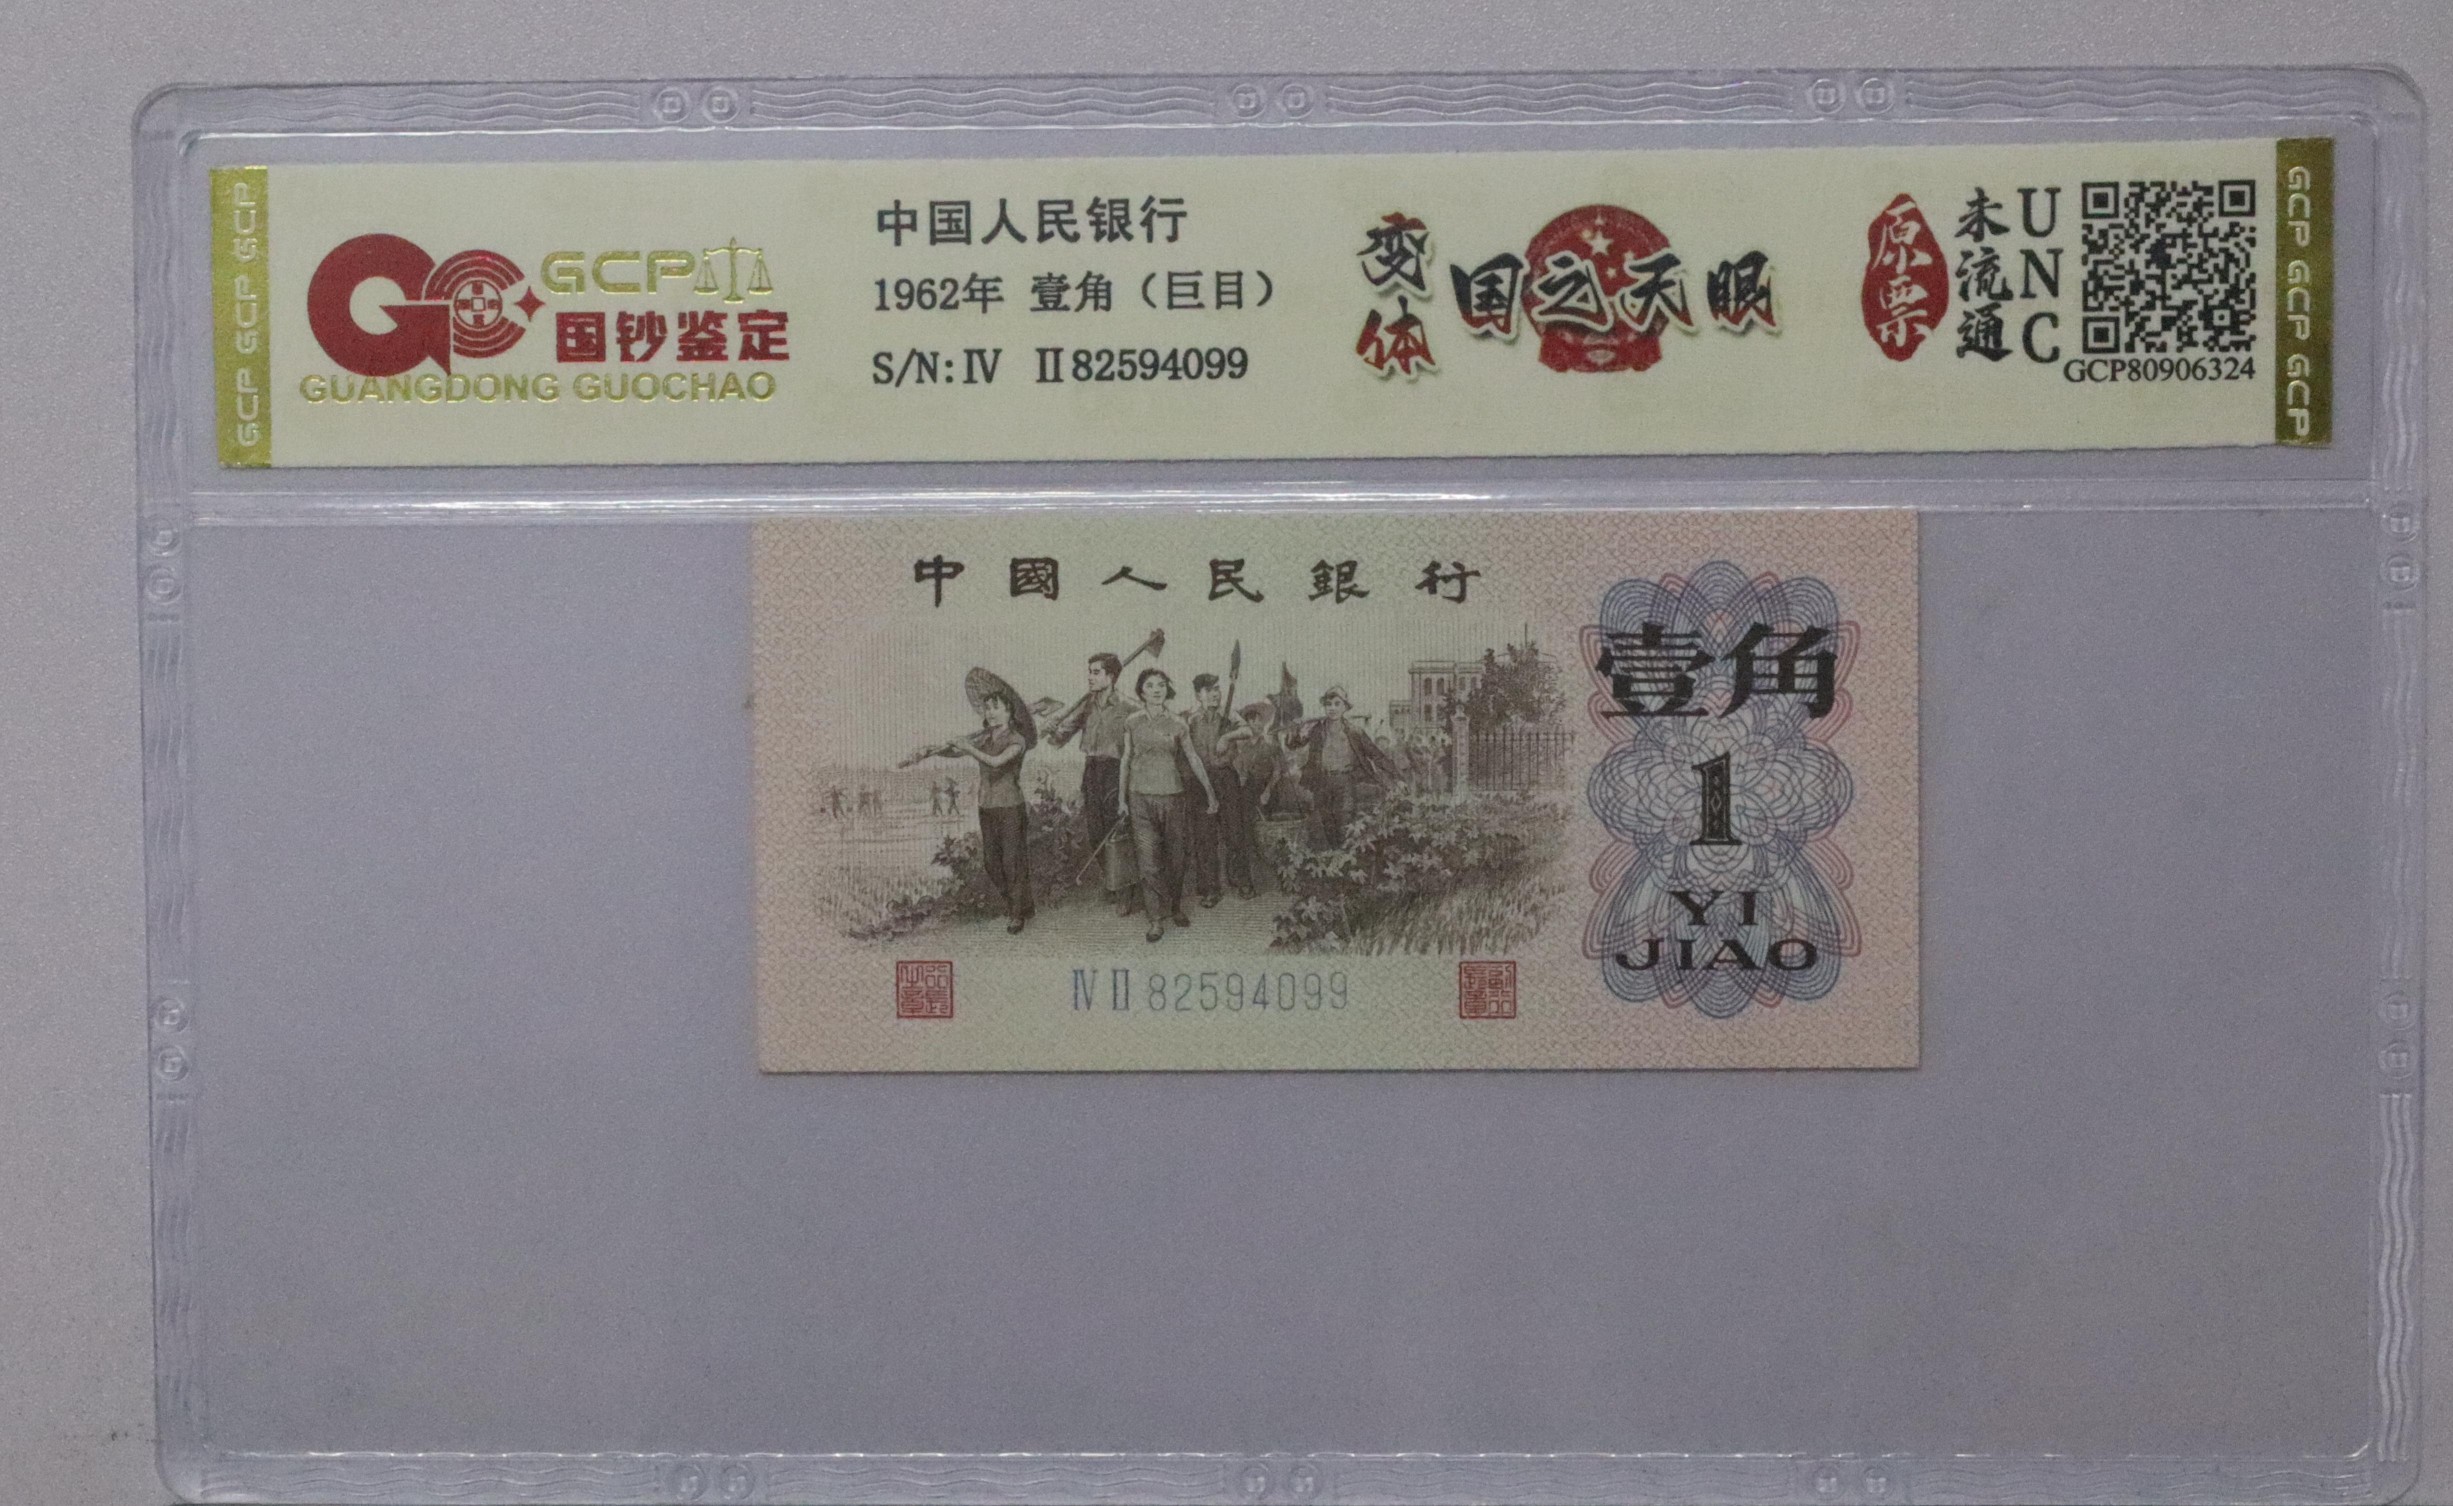 GCP GCP GCP
GCP
国钞鉴定
GUANGDONG GUOCHAO
中国人民银行
1962年 壹角（巨目）
S/N: Ⅳ Ⅱ 82594099
变体
国之天眼
原票
未流通
UNC
GCP80906324
GCP GCP GCP
中國人民銀行
壹角
1
YI
JIAO
Ⅳ Ⅱ 82594099